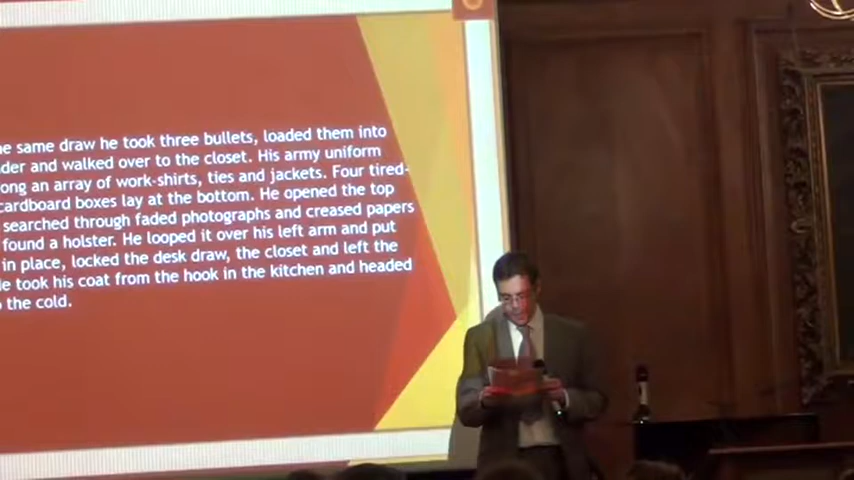 e same draw he took three bullets, loaded them into
der and walked over to the closet. His army uniform
ong an array of work-shirts, ties and jackets. Four tired-
cardboard boxes lay at the bottom. He opened the top
searched through faded photographs and creased papers
found a holster. He looped it over his left arm and put
in place, locked the desk draw, the closet and left the
e took his coat from the hook in the kitchen and headed
o the cold.